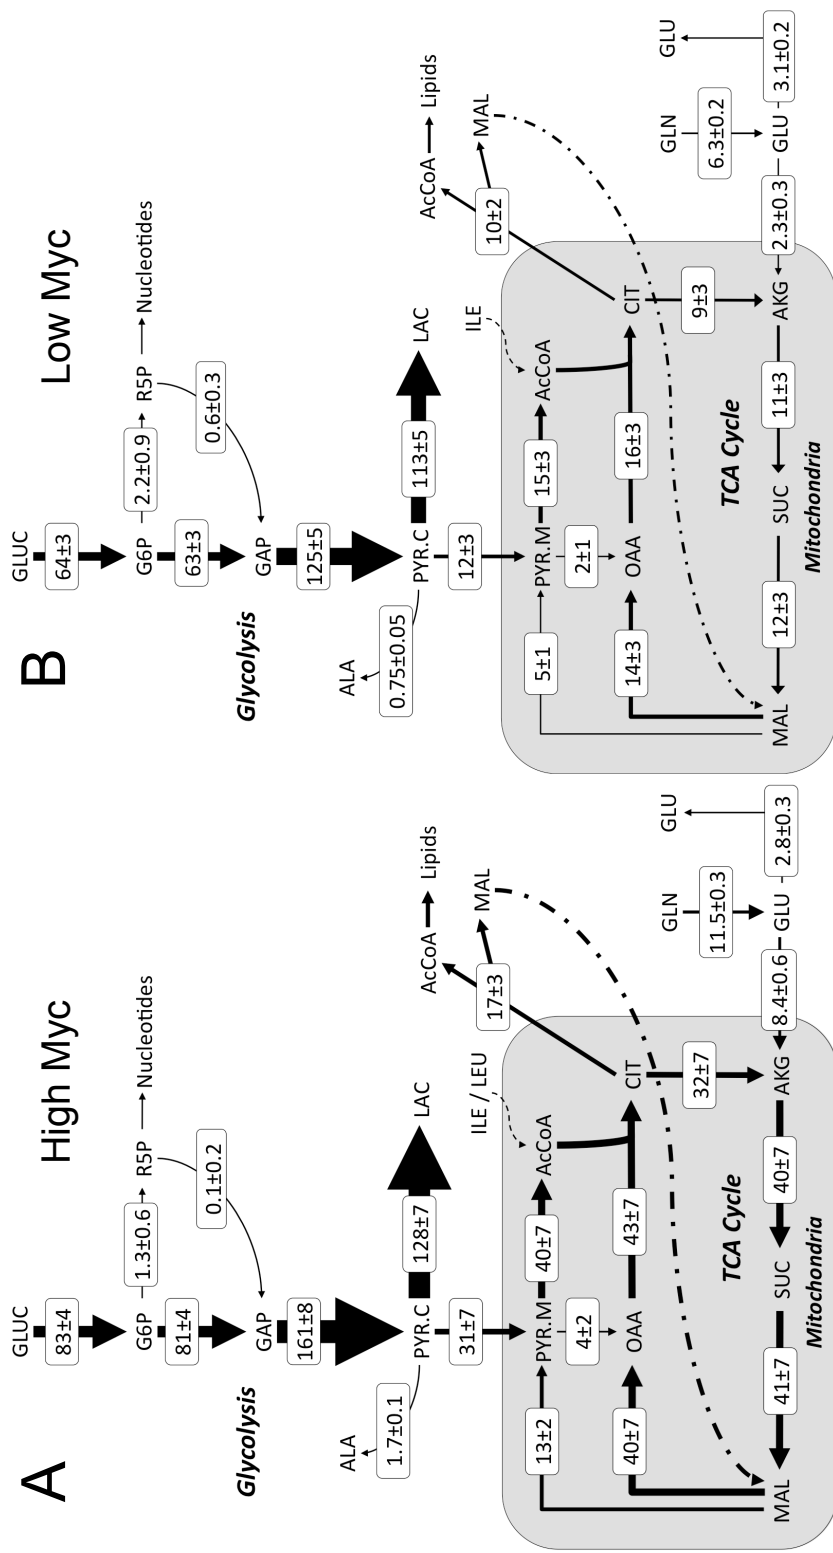 A
High Myc
GLUC
83±4
G6P
1.3±0.6
R5P
Nucleotides
81±4
0.1±0.2
Glycolysis
GAP
161±8
ALA
1.7±0.1
PYR.C
128±7
LAC
AcCoA
Lipids
31±7
17±3
MAL
ILE / LEU
13±2
PYR.M
40±7
AcCoA
4±2
40±7
OAA
43±7
CIT
32±7
GLN
11.5±0.3
GLU
TCA Cycle
MAL
41±7
SUC
40±7
AKG
8.4±0.6
GLU
2.8±0.3
Mitochondria
B
Low Myc
GLUC
64±3
G6P
2.2±0.9
R5P
Nucleotides
63±3
0.6±0.3
Glycolysis
GAP
125±5
ALA
0.75±0.05
PYR.C
113±5
LAC
AcCoA
Lipids
12±3
10±2
MAL
ILE
5±1
PYR.M
15±3
AcCoA
2±1
14±3
OAA
16±3
CIT
9±3
GLN
6.3±0.2
GLU
TCA Cycle
MAL
12±3
SUC
11±3
AKG
2.3±0.3
GLU
3.1±0.2
Mitochondria